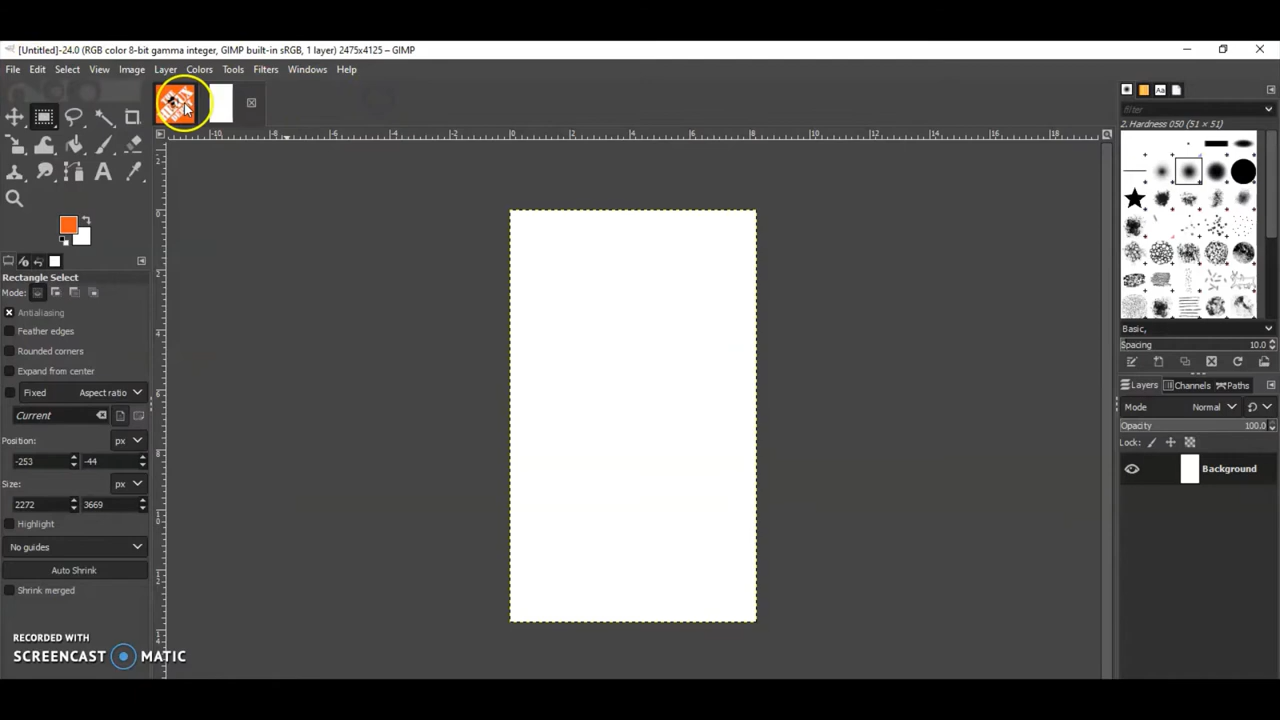 [Untitled]-24.0 (RGB color 8-bit gamma integer, GIMP built-in sRGB, 1 layer) 2475x4125 – GIMP
File Edit Select View Image Layer Colors Tools Filters Windows Help
filter
2. Hardness 050 (51 × 51)
Rectangle Select
Mode:
Antialiasing
Feather edges
Rounded corners
Expand from center
Fixed Aspect ratio
Current
Position: px
-253 -44
Size: px
2272 3669
Highlight
No guides
Auto Shrink
Shrink merged
Basic,
Spacing 10.0
Layers Channels Paths
Mode Normal
Opacity 100.0
Lock:
Background
RECORDED WITH
SCREENCAST MATIC